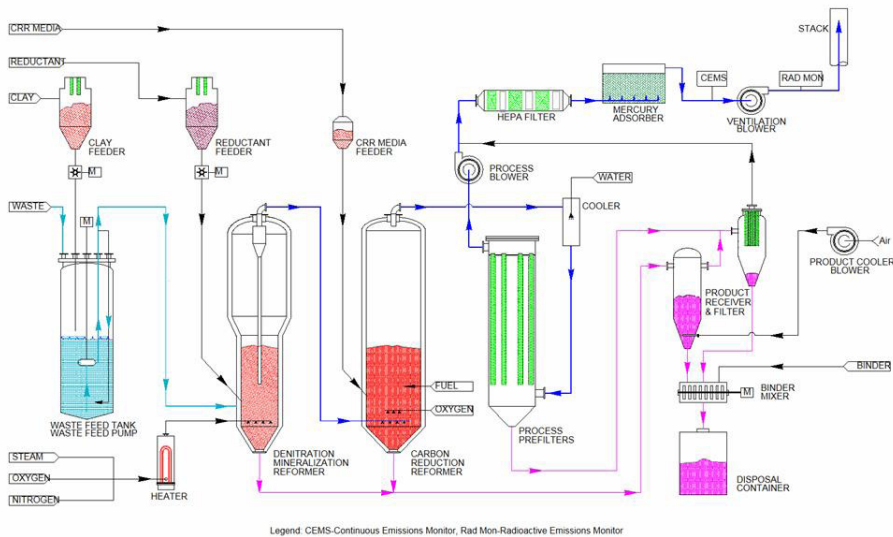 CRR MEDIA
STACK
REDUCTANT
CEMS
RAD MON
HEPA FILTER
MERCURY
ADSORBER
VENTILATION
BLOWER
CLAY
CLAY
FEEDER
REDUCTANT
FEEDER
CRR MEDIA
FEEDER
PROCESS
BLOWER
M
M
WATER
COOLER
WASTE
M
Air
PRODUCT COOLER
BLOWER
PRODUCT
RECEIVER
& FILTER
FUEL
OXYGEN
BINDER
M
BINDER
MIXER
WASTE FEED TANK
WASTE FEED PUMP
PROCESS
PREFILTERS
STEAM
OXYGEN
NITROGEN
HEATER
DENITRATION
MINERALIZATION
REFORMER
CARBON
REDUCTION
REFORMER
DISPOSAL
CONTAINER
Legend: CEMS-Continuous Emissions Monitor, Rad Mon-Radioactive Emissions Monitor